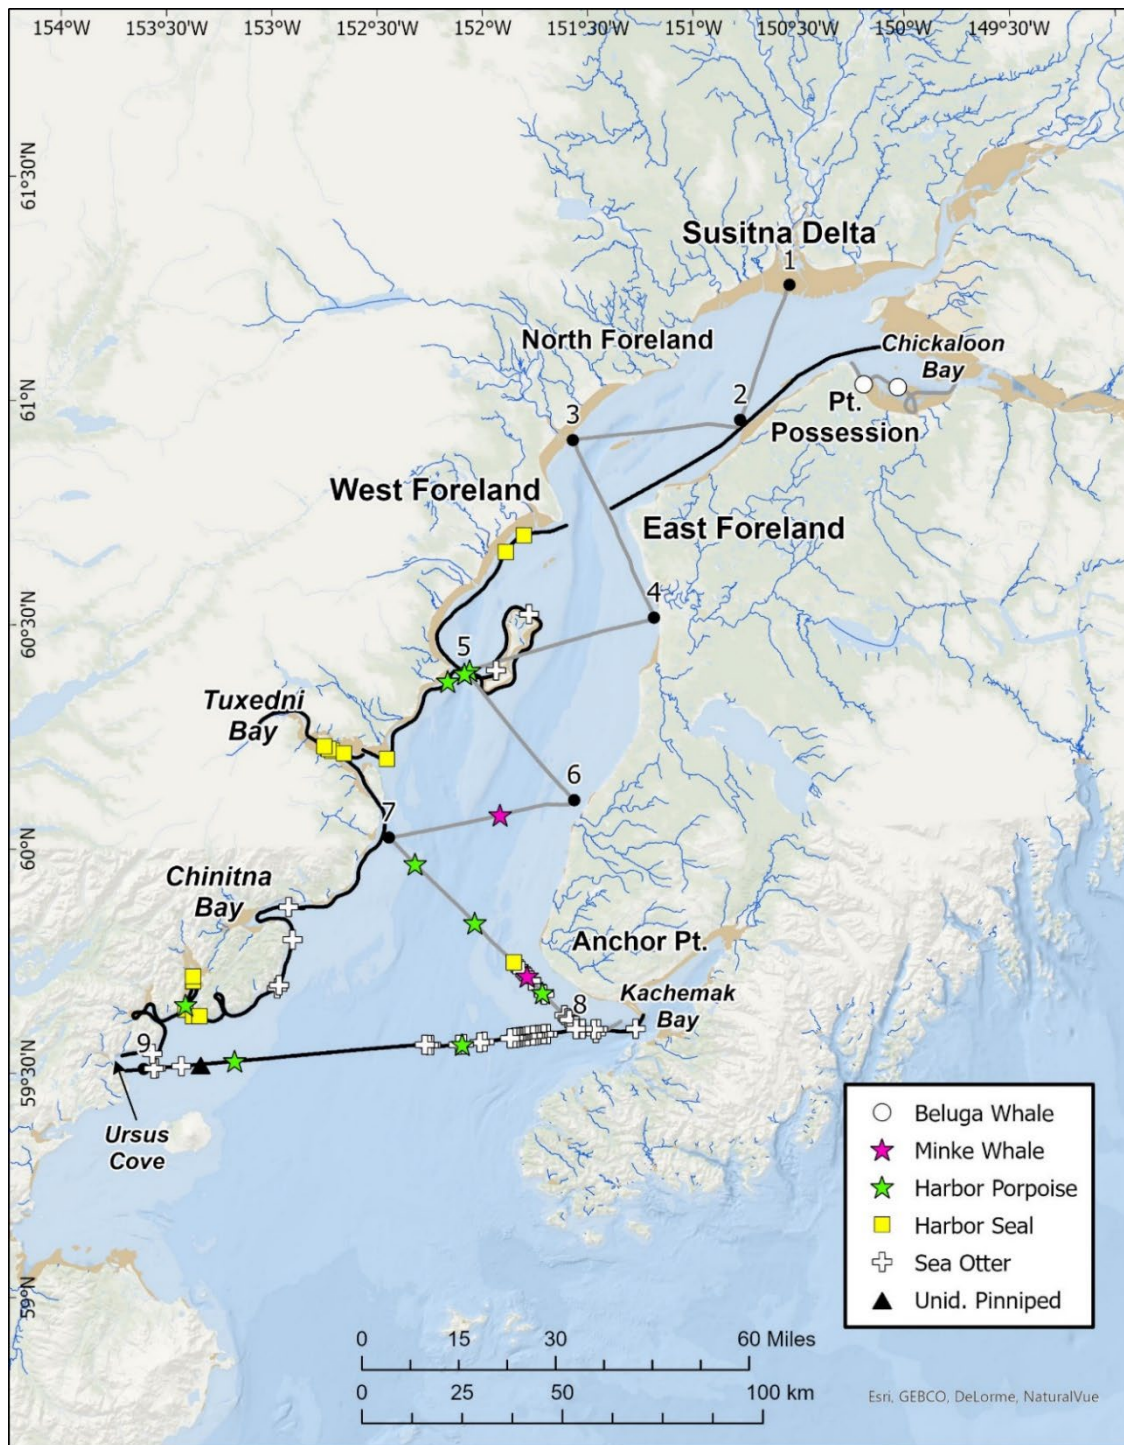 154°W 153°30'W 153°W 152°30'W 152°W 151°30'W 151°W 150°30'W 150°W 149°30'W
61°30'N
Susitna Delta
1
North Foreland
Chickaloon
Bay
61°N
2
3
Pt.
Possession
West Foreland
East Foreland
4
60°30'N
5
Tuxedni
Bay
6
7
60°N
Chinitna
Bay
Anchor Pt.
Kachemak
Bay
8
9
59°30'N
Ursus
Cove
Beluga Whale
Minke Whale
Harbor Porpoise
Harbor Seal
Sea Otter
Unid. Pinniped
59°N
0 15 30 60 Miles
0 25 50 100 km
Esri, GEBCO, DeLorme, NaturalVue